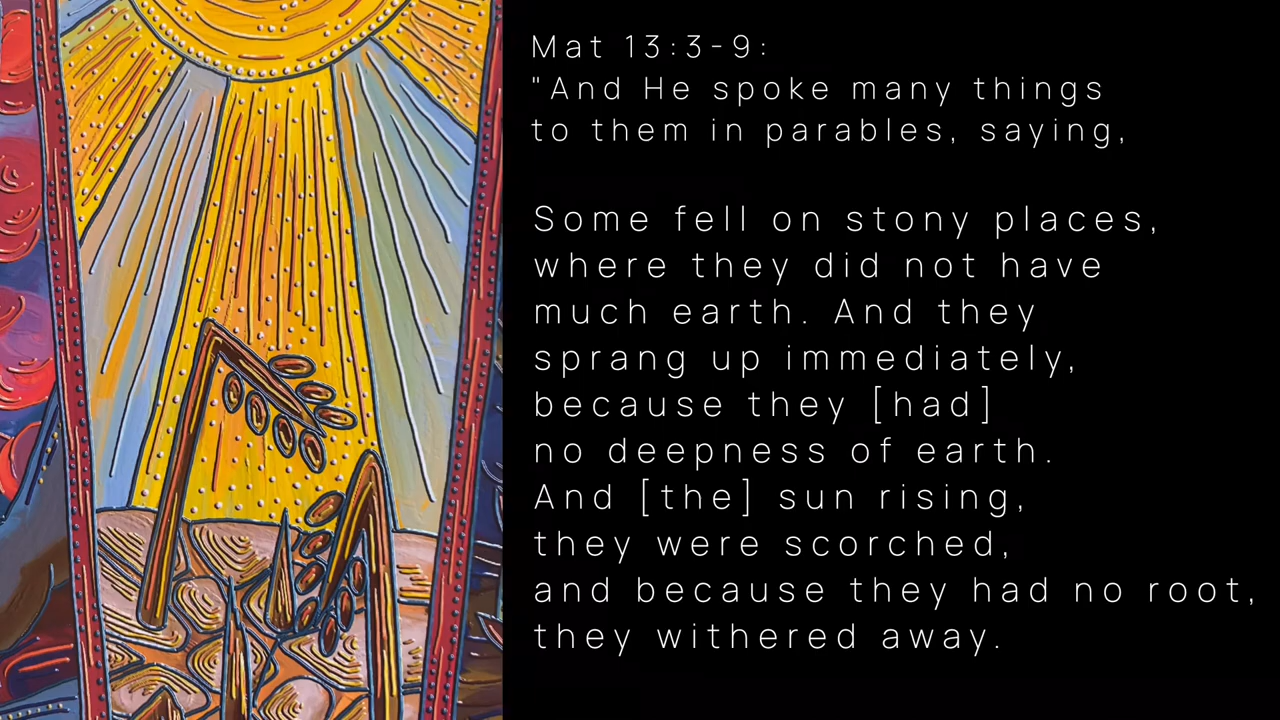 Mat 13:3-9:
"And He spoke many things
to them in parables, saying,
Some fell on stony places,
where they did not have
much earth. And they
sprang up immediately,
because they [had]
no deepness of earth.
And [the] sun rising,
they were scorched,
and because they had no root,
they withered away.